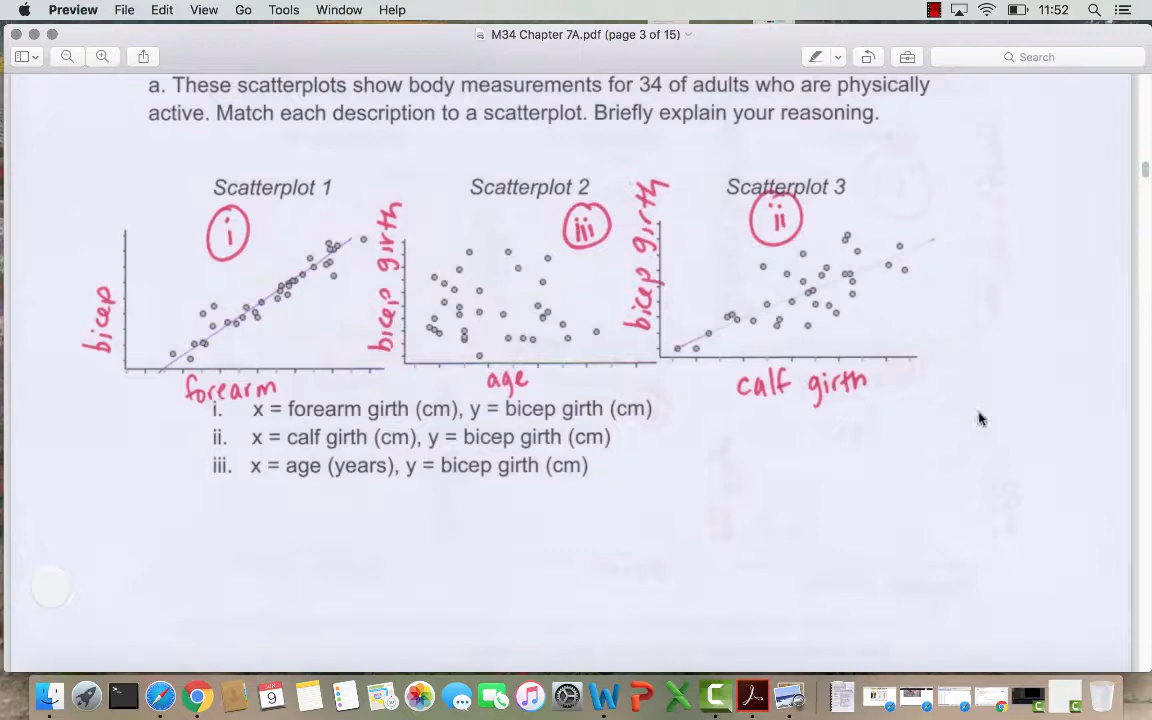 Preview File Edit View Go Tools Window Help 11:52
M34 Chapter 7A.pdf (page 3 of 15)
Search
a. These scatterplots show body measurements for 34 of adults who are physically
active. Match each description to a scatterplot. Briefly explain your reasoning.
Scatterplot 1 Scatterplot 2 Scatterplot 3
i iii ii
bicep bicep girth bicep girth
forearm age calf girth
i. x = forearm girth (cm), y = bicep girth (cm)
ii. x = calf girth (cm), y = bicep girth (cm)
iii. x = age (years), y = bicep girth (cm)
9